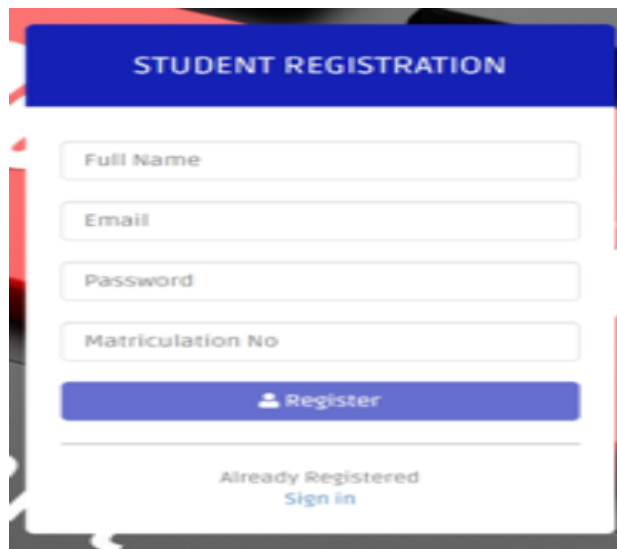 STUDENT REGISTRATION
Full Name
Email
Password
Matriculation No
Register
Already Registered
Sign in